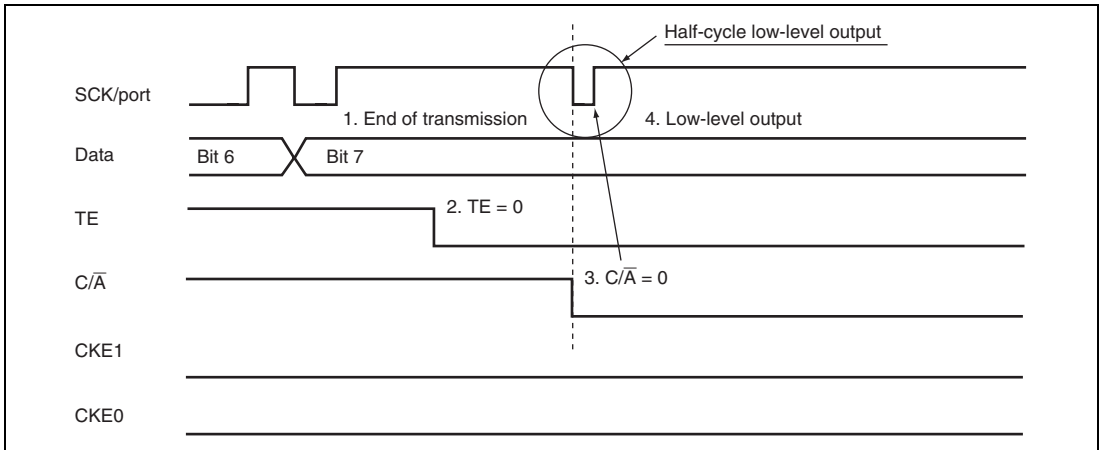 Half-cycle low-level output
SCK/port
1. End of transmission
4. Low-level output
Data
Bit 6
Bit 7
TE
2. TE = 0
C/A̅
3. C/A̅ = 0
CKE1
CKE0